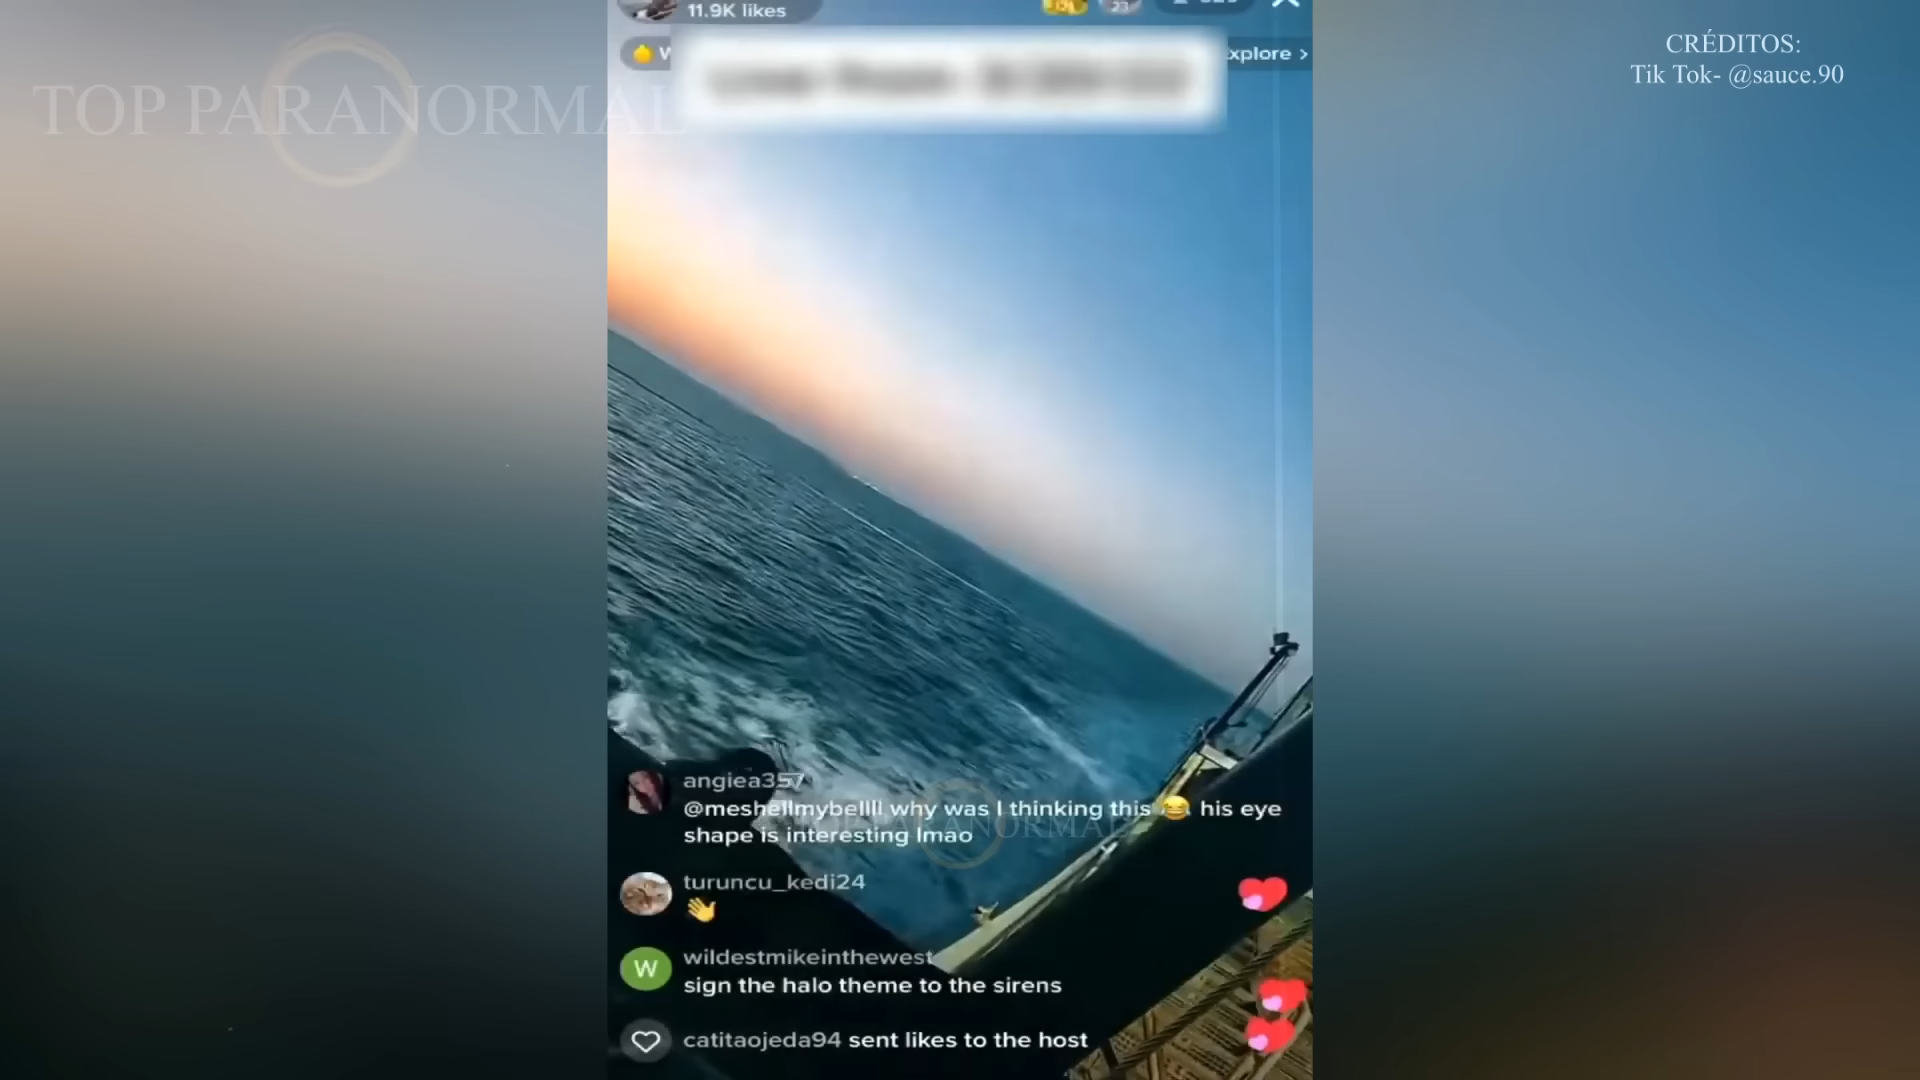 11.9K likes
23
xplore >
CRÉDITOS:
Tik Tok- @sauce.90
TOP PARANORMAL
angiea357
@meshellmybellll why was I thinking this 😂 his eye
shape is interesting lmao
turuncu_kedi24
👋
W
wildestmikeinthewest
sign the halo theme to the sirens
catitaojeda94 sent likes to the host